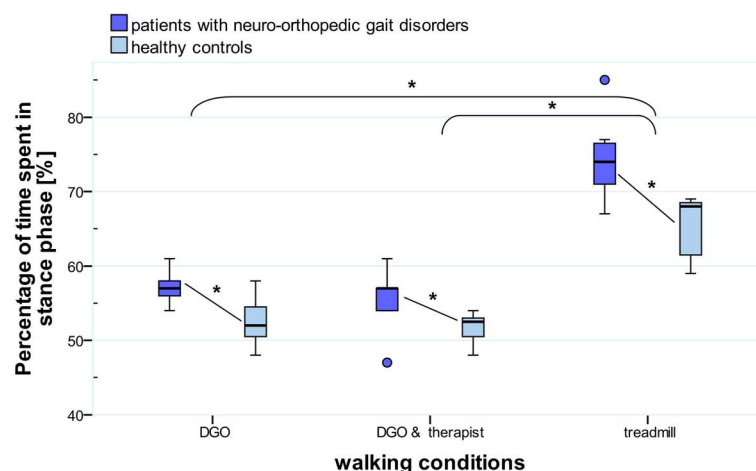 patients with neuro-orthopedic gait disorders
healthy controls
*
*
80
*
70
60
*
*
50
40
Percentage of time spent in
stance phase [%]
DGO
DGO & therapist
treadmill
walking conditions